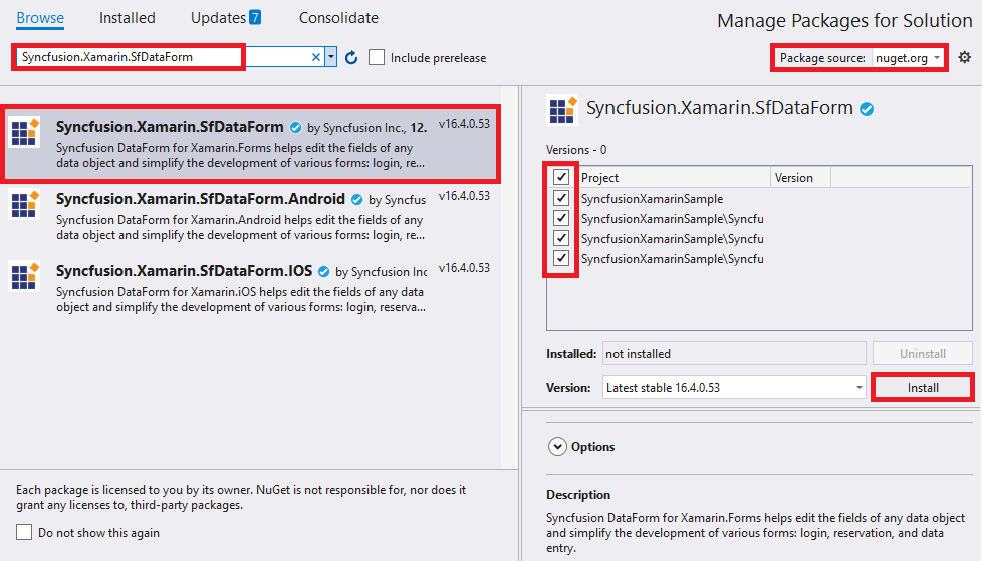 Browse Installed Updates 7 Consolidate
Manage Packages for Solution
Syncfusion.Xamarin.SfDataForm
Include prerelease
Package source: nuget.org
Syncfusion.Xamarin.SfDataForm by Syncfusion Inc., 12. v16.4.0.53
Syncfusion DataForm for Xamarin.Forms helps edit the fields of any
data object and simplify the development of various forms: login, re...
Syncfusion.Xamarin.SfDataForm.Android by Syncfus v16.4.0.53
Syncfusion DataForm for Xamarin.Android helps edit the fields of any
data object and simplify the development of various forms: login, re...
Syncfusion.Xamarin.SfDataForm.IOS by Syncfusion Inc v16.4.0.53
Syncfusion DataForm for Xamarin.iOS helps edit the fields of any data
object and simplify the development of various forms: login, reserva...
Each package is licensed to you by its owner. NuGet is not responsible for, nor does it
grant any licenses to, third-party packages.
Do not show this again
Syncfusion.Xamarin.SfDataForm
Versions - 0
Project Version
SyncfusionXamarinSample
SyncfusionXamarinSample\Syncfu
SyncfusionXamarinSample\Syncfu
SyncfusionXamarinSample\Syncfu
Installed: not installed Uninstall
Version: Latest stable 16.4.0.53 Install
Options
Description
Syncfusion DataForm for Xamarin.Forms helps edit the fields of any data object
and simplify the development of various forms: login, reservation, and data
entry.